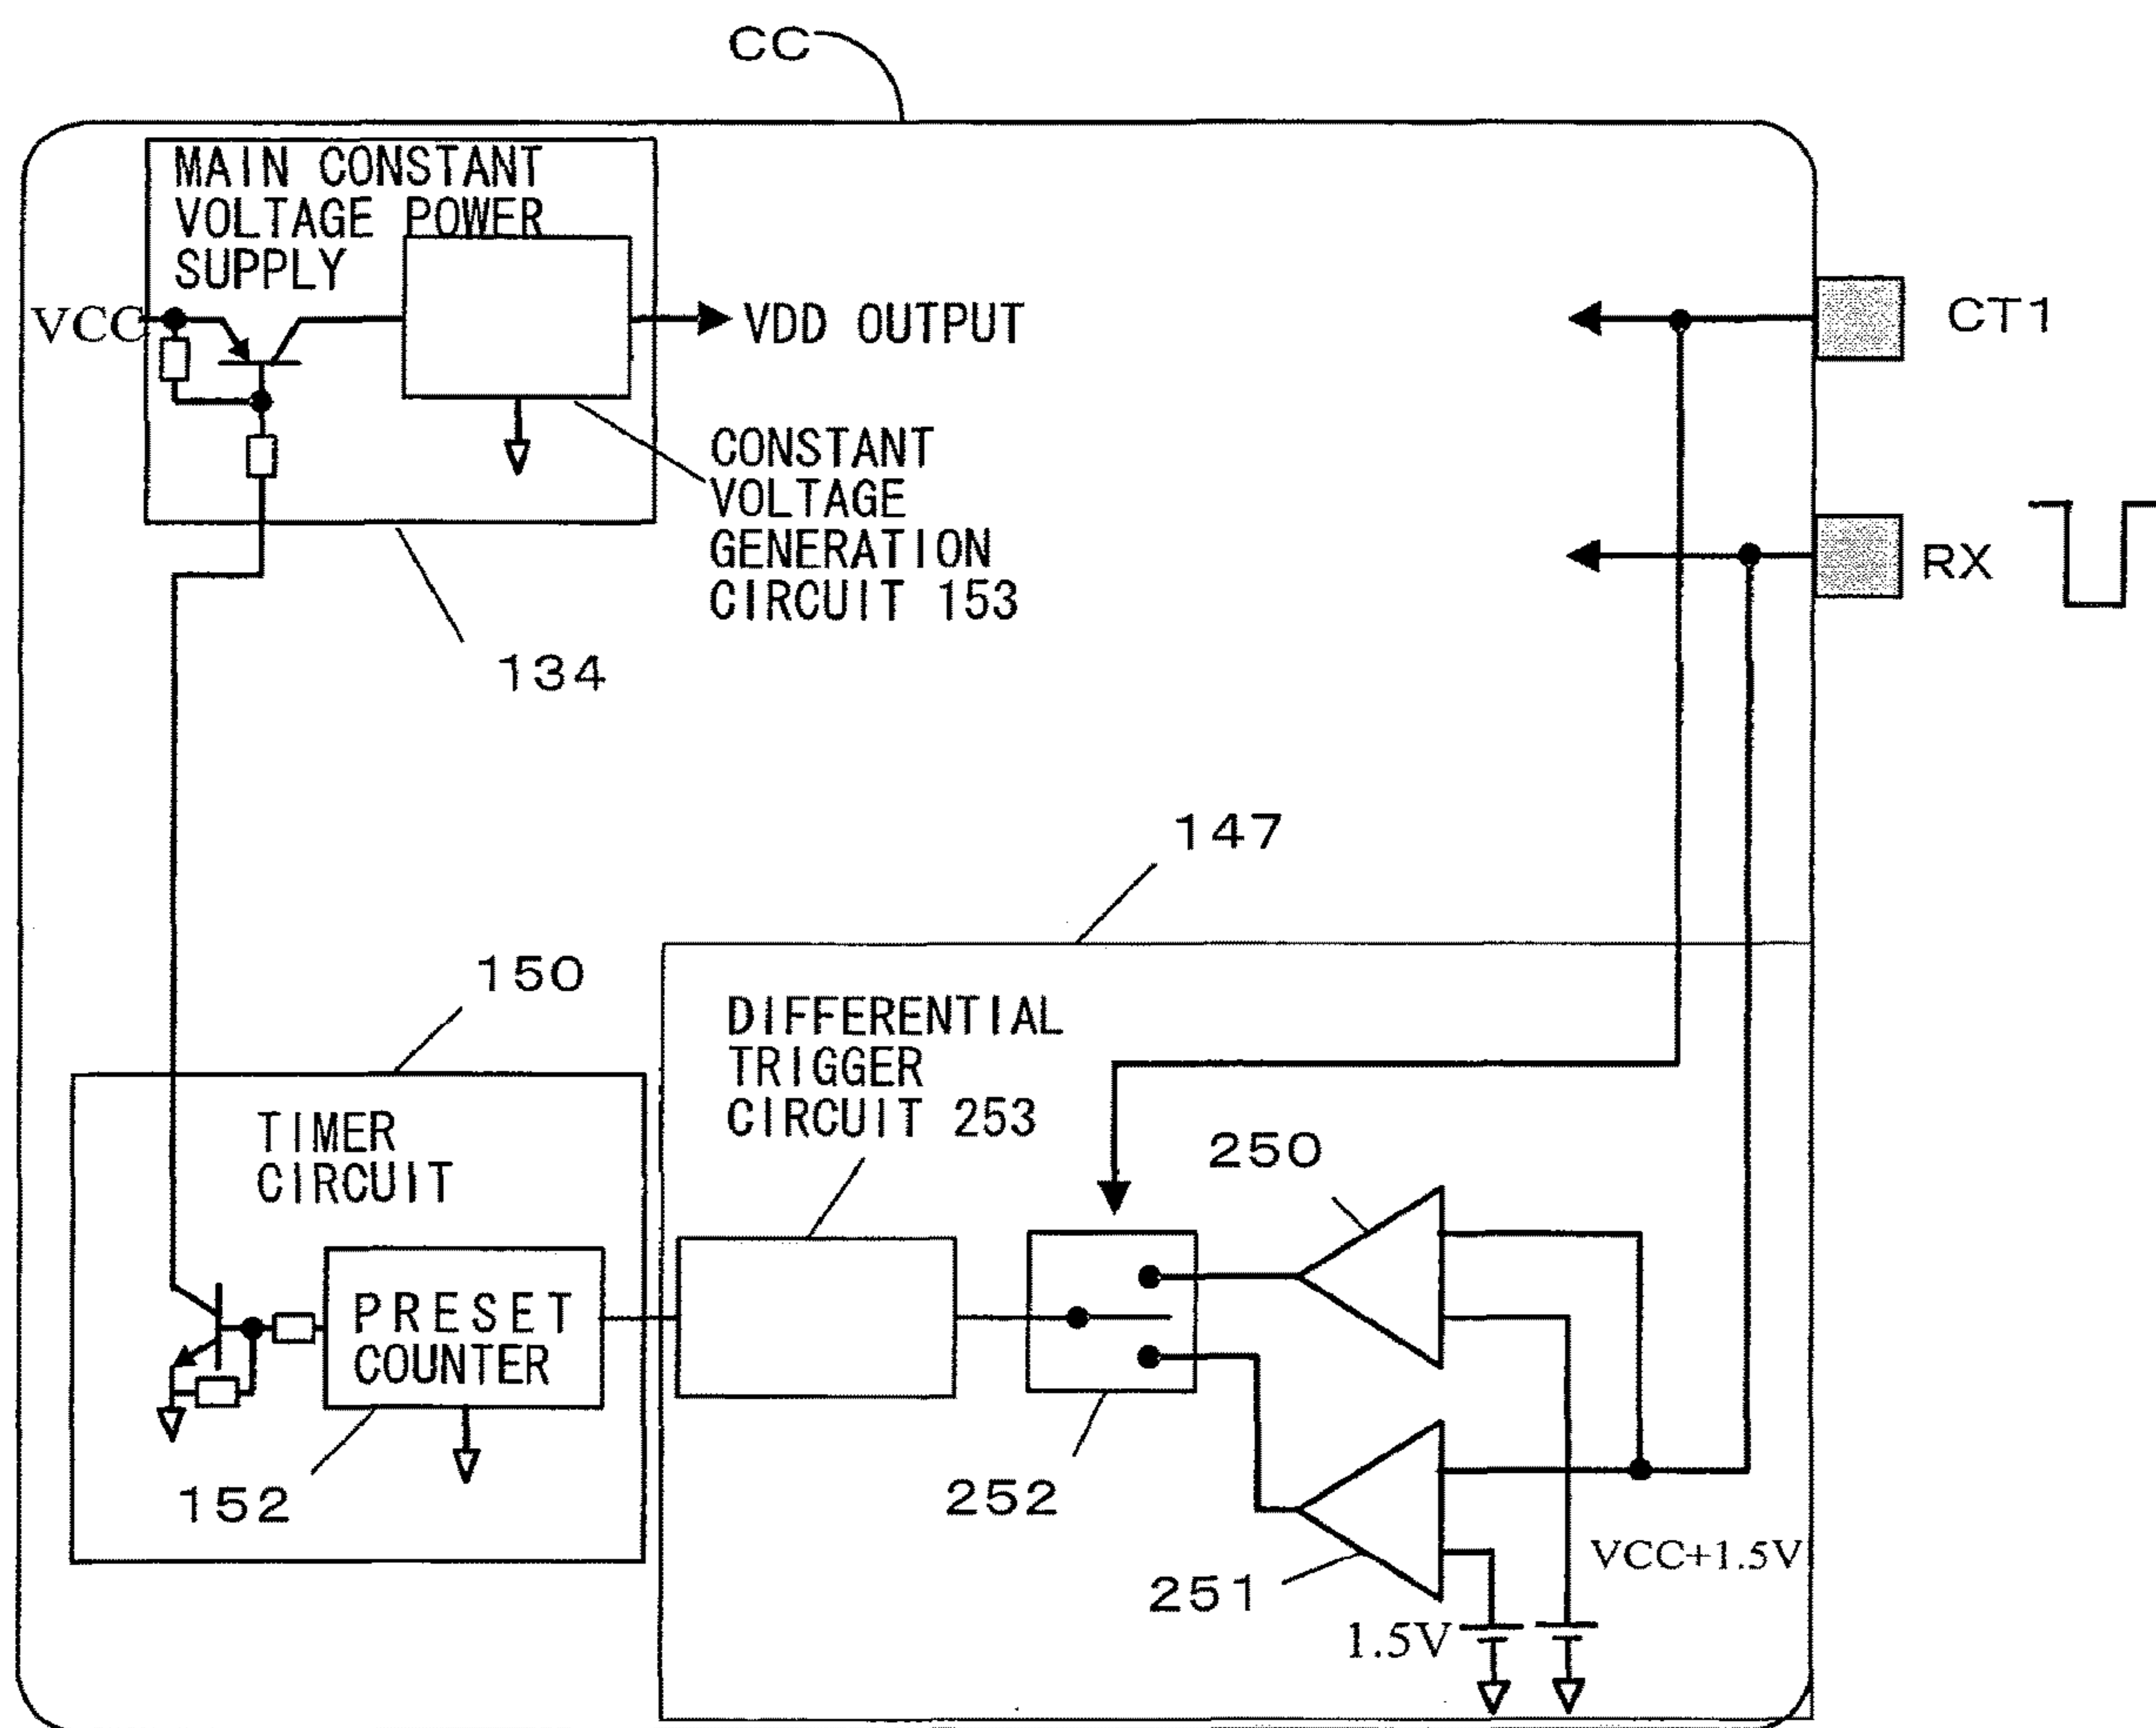 CC
MAIN CONSTANT
VOLTAGE POWER
SUPPLY
VCC
VDD OUTPUT
CT1
CONSTANT
VOLTAGE
GENERATION
CIRCUIT 153
RX
134
147
150
DIFFERENTIAL
TRIGGER
CIRCUIT 253
TIMER
CIRCUIT
250
PRESET
COUNTER
152
252
251
VCC+1.5V
1.5V